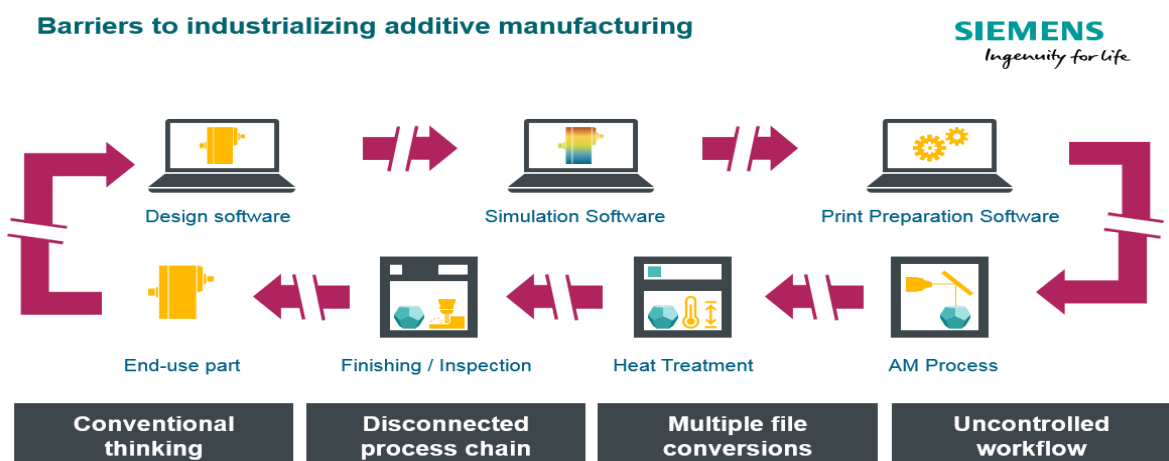 Barriers to industrializing additive manufacturing
SIEMENS
Ingenuity for life
Design software
Simulation Software
Print Preparation Software
End-use part
Finishing / Inspection
Heat Treatment
AM Process
Conventional
thinking
Disconnected
process chain
Multiple file
conversions
Uncontrolled
workflow